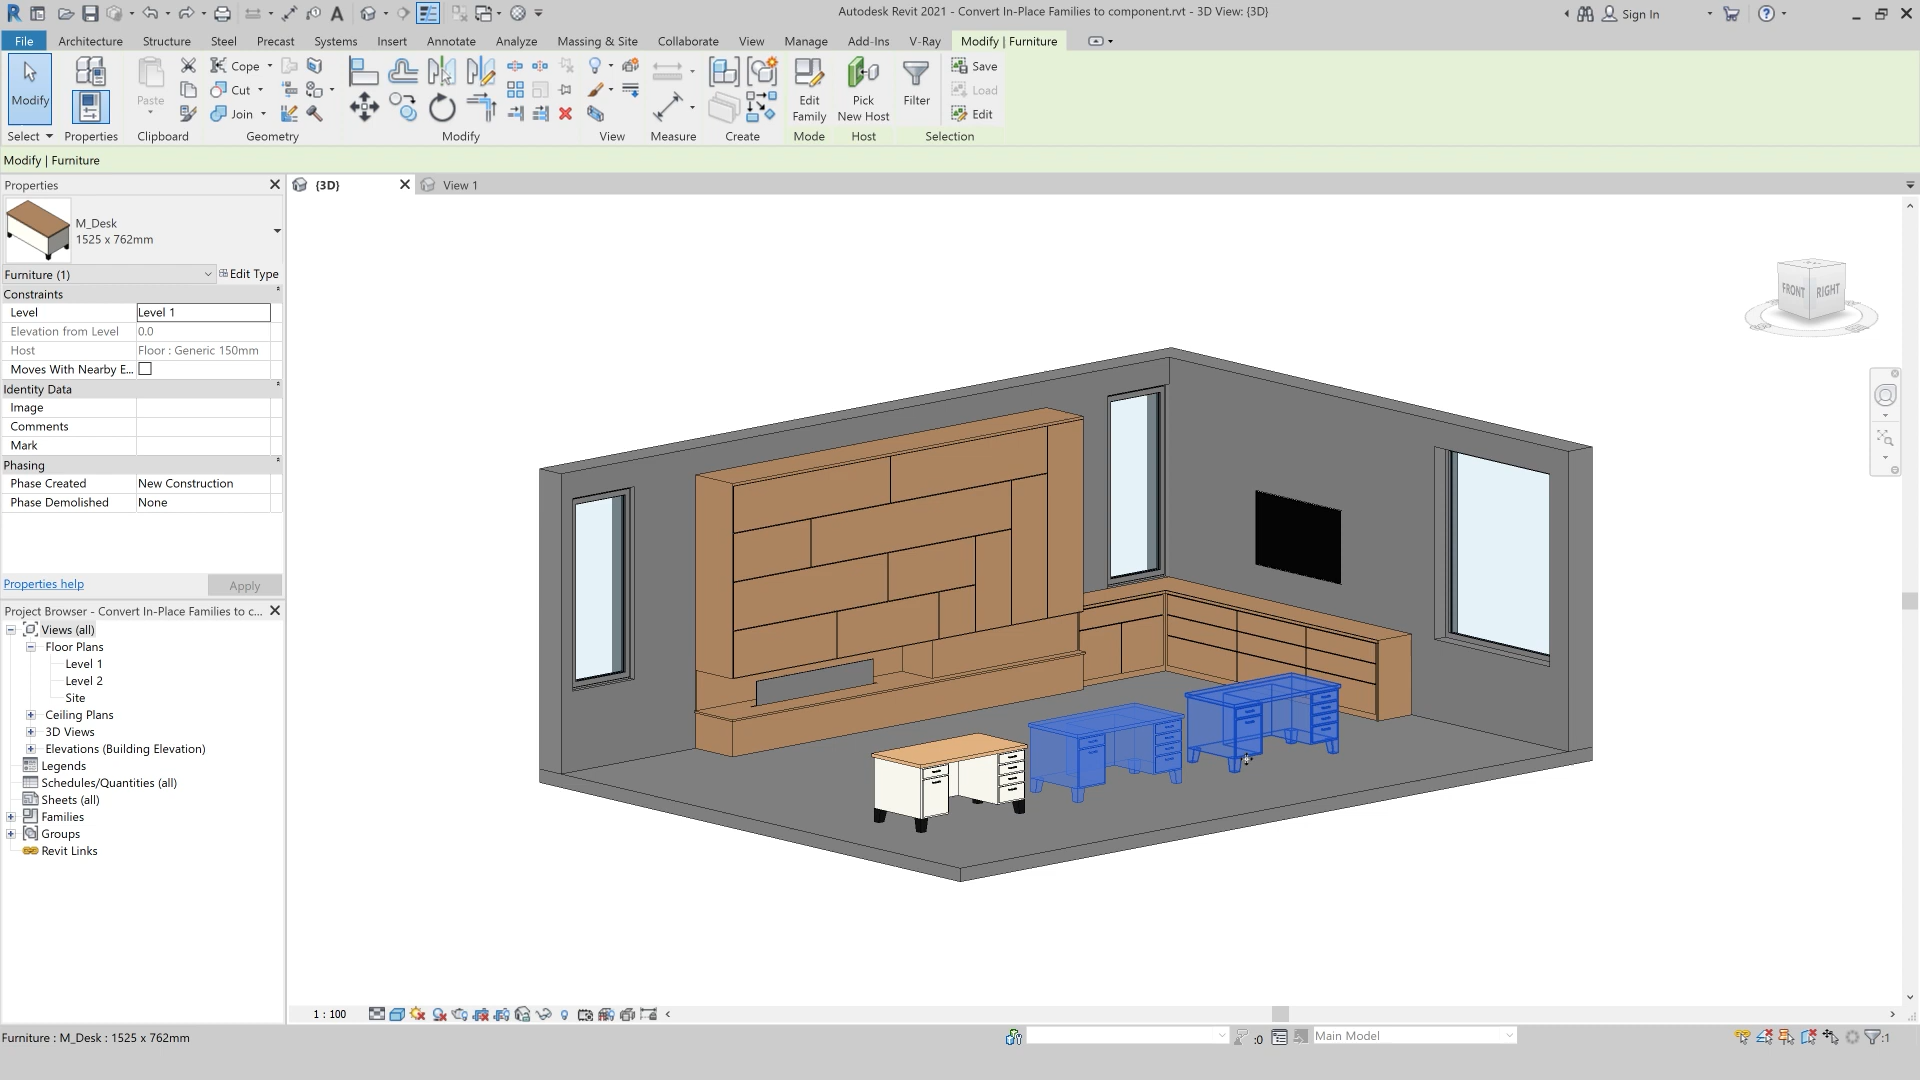 Autodesk Revit 2021 - Convert In-Place Families to component.rvt - 3D View: {3D}
Sign In
File
Architecture
Structure
Steel
Precast
Systems
Insert
Annotate
Analyze
Massing & Site
Collaborate
View
Manage
Add-Ins
V-Ray
Modify | Furniture
Modify
Paste
Cope
Cut
Join
Edit
Family
Pick
New Host
Filter
Save
Load
Edit
Select
Properties
Clipboard
Geometry
Modify
View
Measure
Create
Mode
Host
Selection
Modify | Furniture
Properties
{3D}
View 1
M_Desk
1525 x 762mm
Furniture (1)
Edit Type
Constraints
Level
Level 1
Elevation from Level
0.0
Host
Floor : Generic 150mm
Moves With Nearby E...
Identity Data
Image
Comments
Mark
Phasing
Phase Created
New Construction
Phase Demolished
None
Properties help
Apply
Project Browser - Convert In-Place Families to c...
Views (all)
Floor Plans
Level 1
Level 2
Site
Ceiling Plans
3D Views
Elevations (Building Elevation)
Legends
Schedules/Quantities (all)
Sheets (all)
Families
Groups
Revit Links
FRONT
RIGHT
1 : 100
Furniture : M_Desk : 1525 x 762mm
:0
Main Model
:1